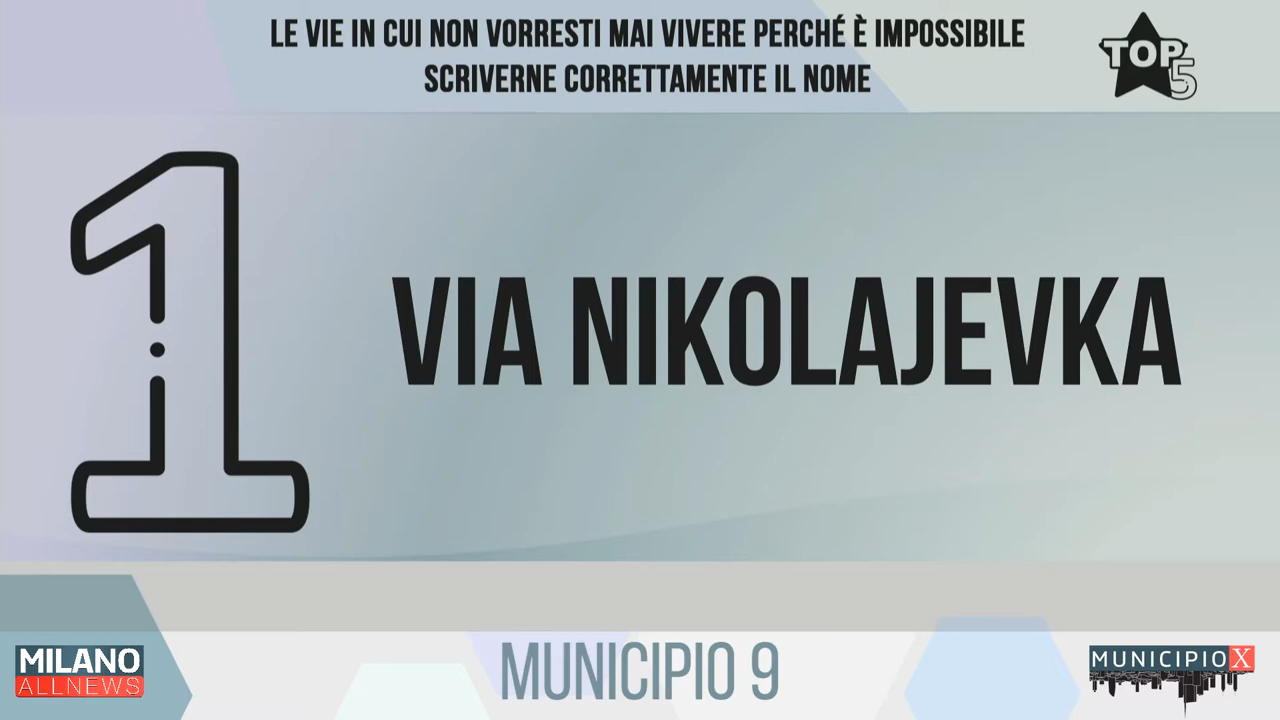 LE VIE IN CUI NON VORRESTI MAI VIVERE PERCHÉ È IMPOSSIBILE
SCRIVERNE CORRETTAMENTE IL NOME
TOP
5
1
VIA NIKOLAJEVKA
MILANO
ALLNEWS
MUNICIPIO 9
MUNICIPIO X